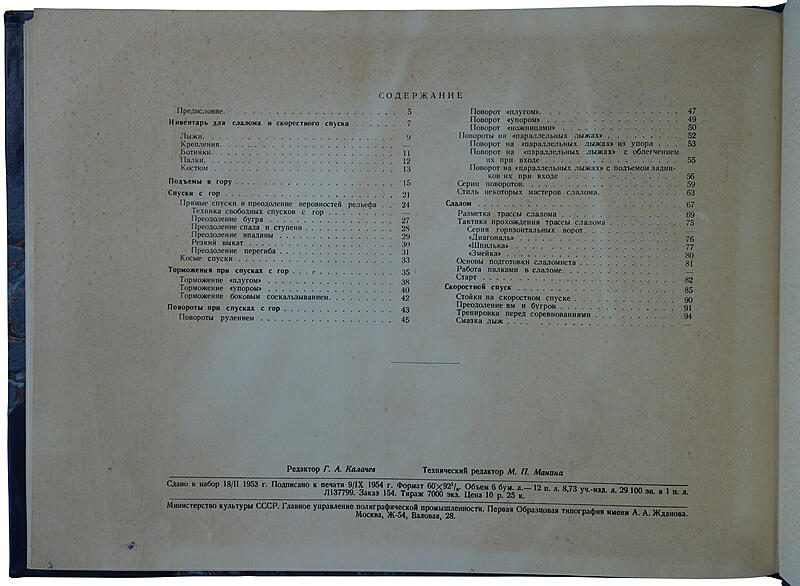 СОДЕРЖАНИЕ
Предисловие. 5
Инвентарь для слалома и скоростного спуска 7
Лыжи. 9
Крепления. —
Ботинки. 11
Палки. 12
Костюм 13
Подъемы в гору 15
Спуски с гор 21
Прямые спуски и преодоление неровностей рельефа 24
Техника свободных спусков с гор
Преодоление бугра 27
Преодоление спада и ступени 28
Преодоление впадины 29
Резкий выкат 30
Преодоление перегиба 31
Косые спуски 33
Торможения при спусках с гор 35
Торможение «плугом» 38
Торможение «упором» 40
Торможение боковым соскальзыванием. 42
Повороты при спусках с гор 43
Повороты рулением 45
Поворот «плугом». 47
Поворот «упором» 49
Поворот «ножницами» 50
Повороты на «параллельных лыжах» 52
Поворот на «параллельных лыжах» из упора 53
Поворот на «параллельных лыжах» с облегчением
их при входе 55
Поворот на «параллельных лыжах» с подъемом задни-
ков их при входе 56
Серии поворотов. 59
Стиль некоторых мастеров слалома. 63
Слалом 67
Разметка трассы слалома 69
Тактика прохождения трассы слалома 75
Серия горизонтальных ворот. —
«Диагональ» 76
«Шпилька» 77
«Змейка» 80
Основы подготовки слаломиста 81
Работа палками в слаломе. —
Старт 82
Скоростной спуск 85
Стойки на скоростном спуске 90
Преодоление ям и бугров 91
Тренировка перед соревнованиями 94
Смазка лыж
Редактор Г. А. Калачев Технический редактор М. П. Манина
Сдано в набор 18/II 1953 г. Подписано к печати 9/IX 1954 г. Формат 60×92¹/₈. Объем 6 бум. л.— 12 п. л. 8,73 уч.-изд. л. 29 100 зн. в 1 п. л.
Л137799. Заказ 154. Тираж 7000 экз. Цена 10 р. 25 к.
Министерство культуры СССР. Главное управление полиграфической промышленности. Первая Образцовая типография имени А. А. Жданова.
Москва, Ж-54, Валовая, 28.